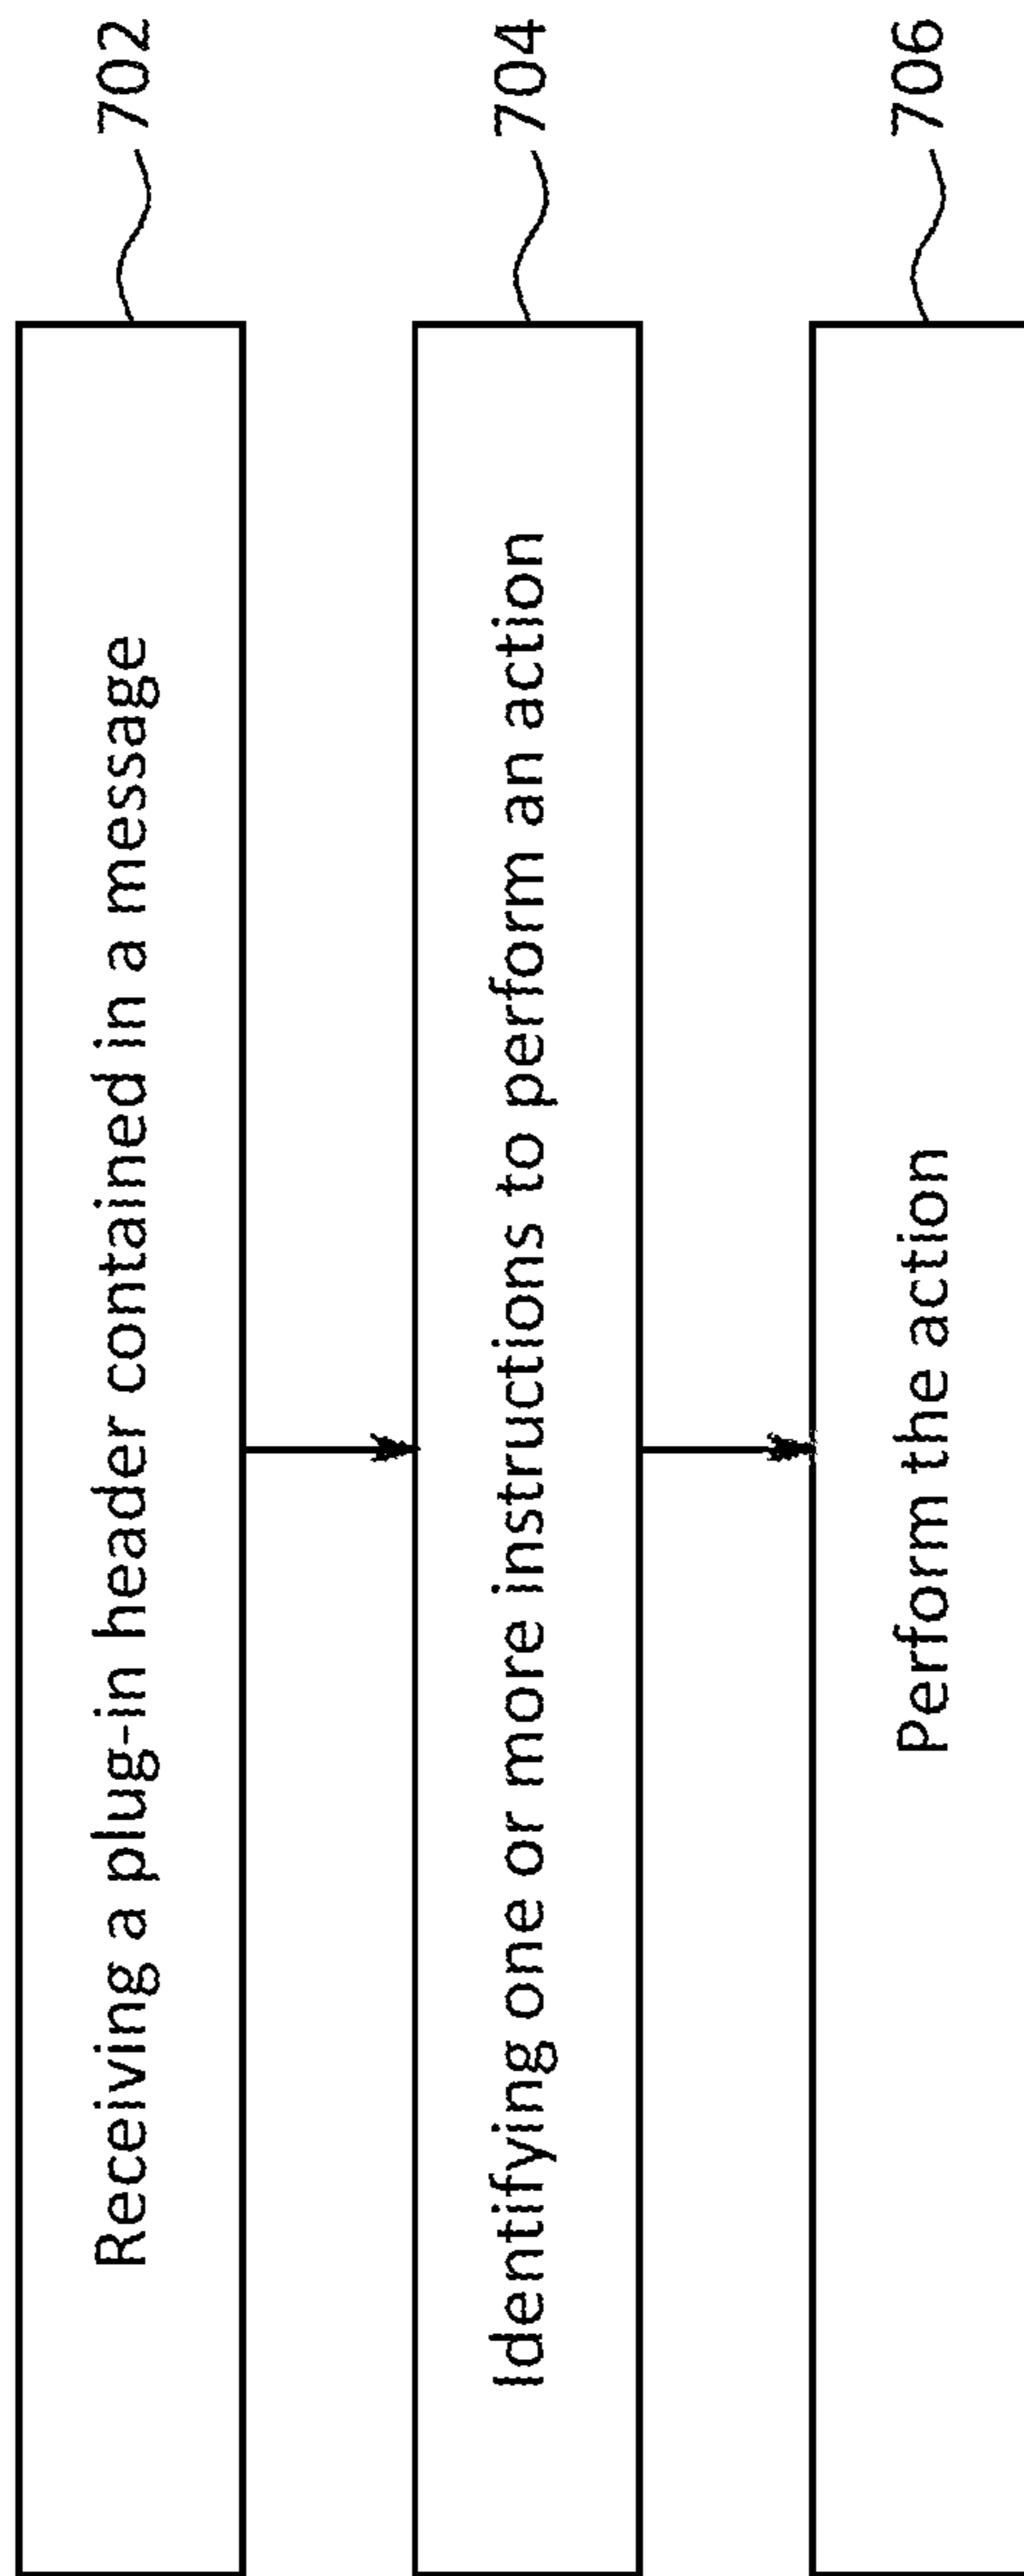 Receiving a plug-in header contained in a message
702
Identifying one or more instructions to perform an action
704
Perform the action
706